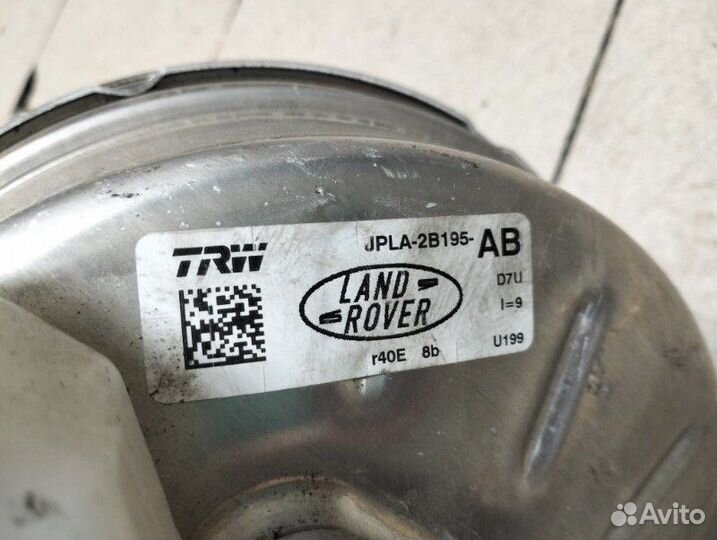 TRW JPLA-2B195-AB
D7U
LAND
ROVER
I=9
r40E 8b
U199
Avito